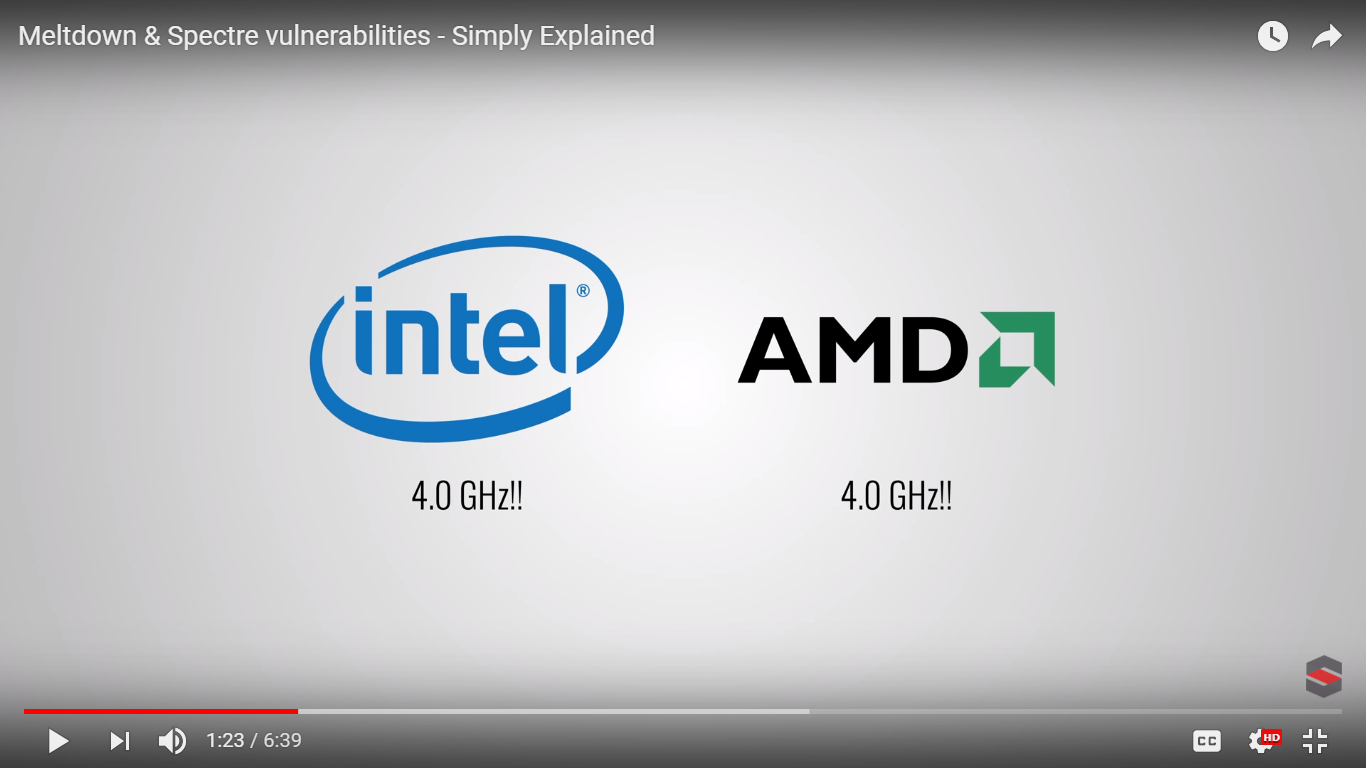 Meltdown & Spectre vulnerabilities - Simply Explained
intel®
AMD
4.0 GHz!!
4.0 GHz!!
1:23 / 6:39
CC
HD